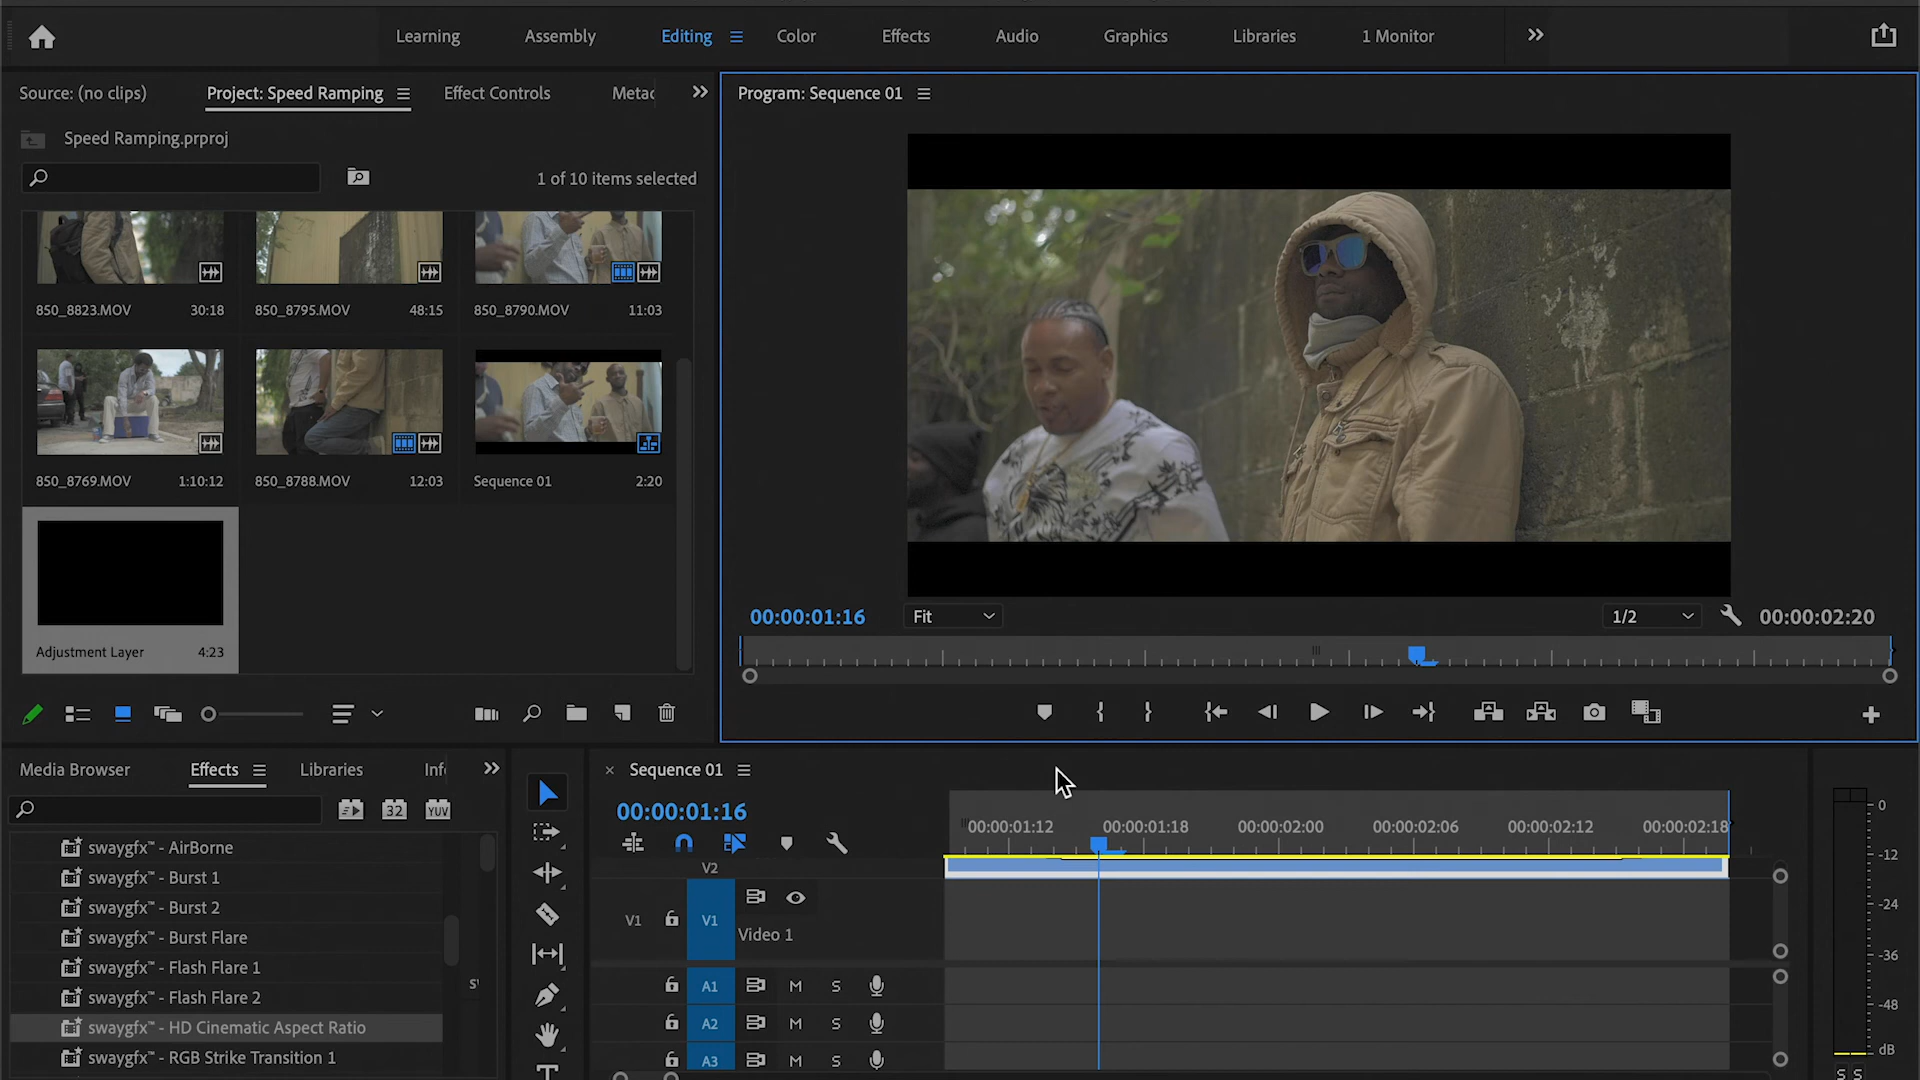 Learning Assembly Editing Color Effects Audio Graphics Libraries 1 Monitor
Source: (no clips) Project: Speed Ramping Effect Controls Metac
Program: Sequence 01
Speed Ramping.prproj
1 of 10 items selected
850_8823.MOV 30:18
850_8795.MOV 48:15
850_8790.MOV 11:03
850_8769.MOV 1:10:12
850_8788.MOV 12:03
Sequence 01 2:20
Adjustment Layer 4:23
00:00:01:16 Fit 1/2 00:00:02:20
Media Browser Effects Libraries Inf
32 YUV
swaygfx™ - AirBorne
swaygfx™ - Burst 1
swaygfx™ - Burst 2
swaygfx™ - Burst Flare
swaygfx™ - Flash Flare 1
swaygfx™ - Flash Flare 2
swaygfx™ - HD Cinematic Aspect Ratio
swaygfx™ - RGB Strike Transition 1
Sequence 01
00:00:01:16
00:00:01:12 00:00:01:18 00:00:02:00 00:00:02:06 00:00:02:12 00:00:02:18
V2
V1 V1
Video 1
A1 M S
A2 M S
A3 M S
0
-12
-24
-36
-48
dB
S S